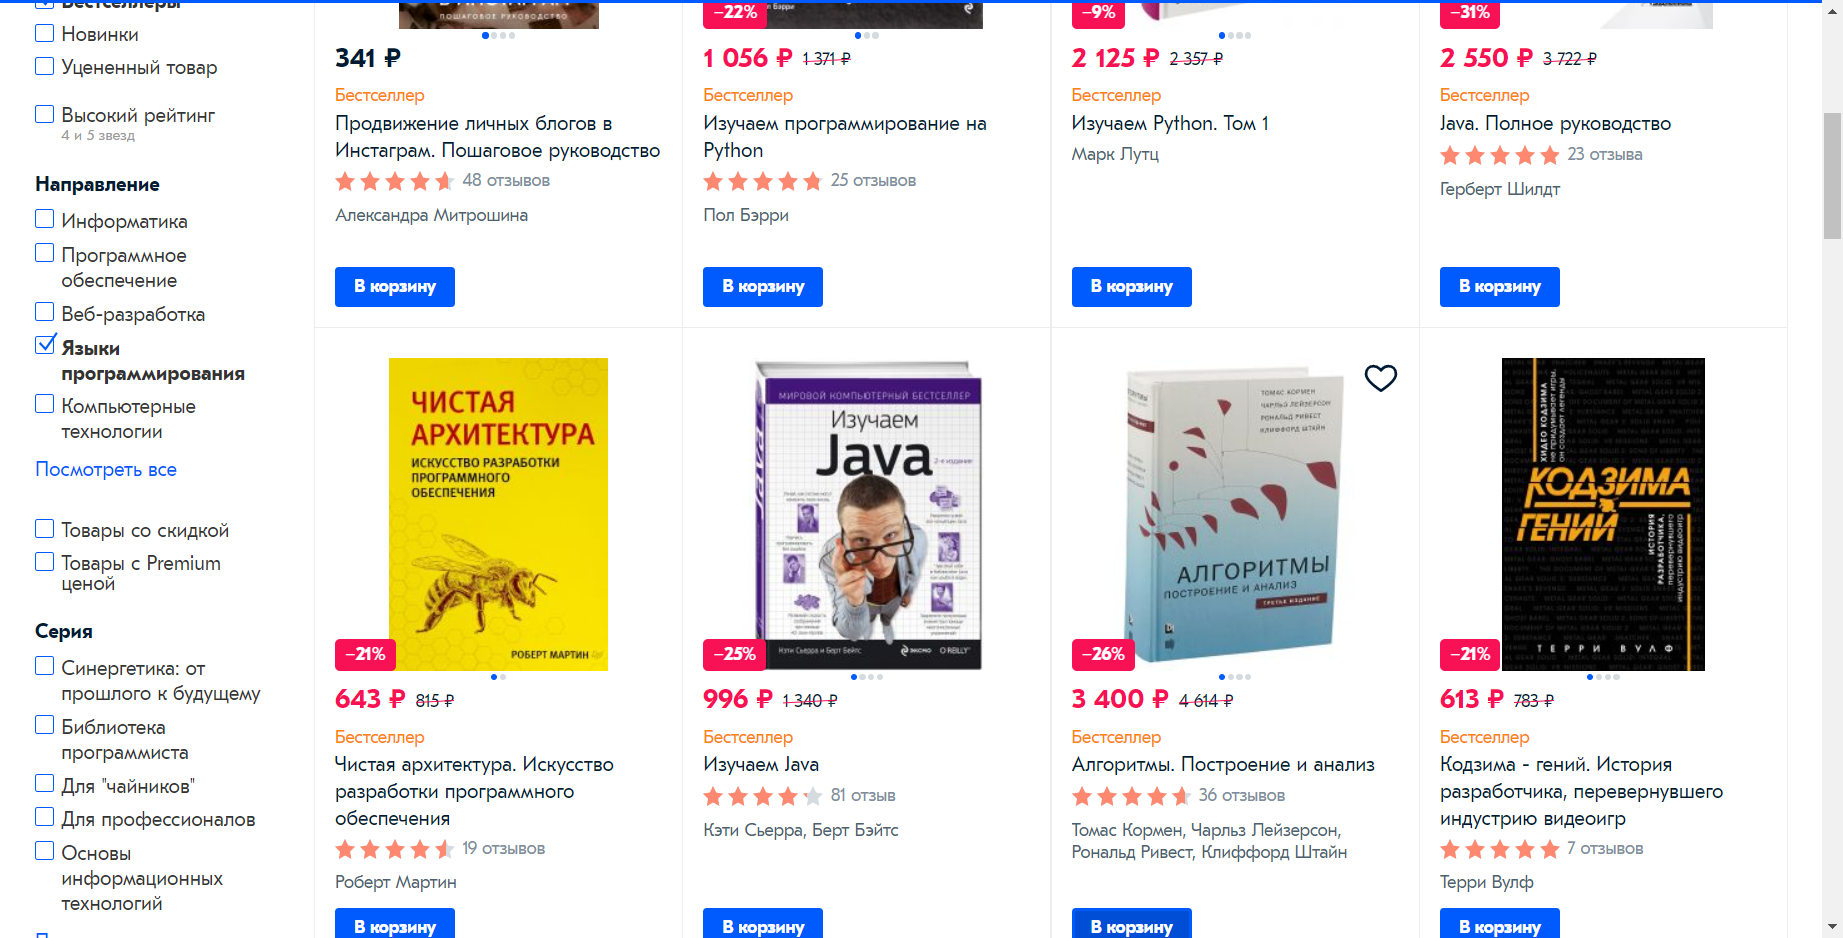 Бестселлеры
Новинки
Уцененный товар
Высокий рейтинг
4 и 5 звезд
Направление
Информатика
Программное
обеспечение
Веб-разработка
Языки
программирования
Компьютерные
технологии
Посмотреть все
Товары со скидкой
Товары с Premium
ценой
Серия
Синергетика: от
прошлого к будущему
Библиотека
программиста
Для "чайников"
Для профессионалов
Основы
информационных
технологий
ПОШАГОВОЕ РУКОВОДСТВО
341 ₽
Бестселлер
Продвижение личных блогов в
Инстаграм. Пошаговое руководство
48 отзывов
Александра Митрошина
В корзину
−22%
Бэрри
1 056 ₽ 1 371 ₽
Бестселлер
Изучаем программирование на
Python
25 отзывов
Пол Бэрри
В корзину
−9%
2 125 ₽ 2 357 ₽
Бестселлер
Изучаем Python. Том 1
Марк Лутц
В корзину
−31%
2 550 ₽ 3 722 ₽
Бестселлер
Java. Полное руководство
23 отзыва
Герберт Шилдт
В корзину
ЧИСТАЯ
АРХИТЕКТУРА
ИСКУССТВО РАЗРАБОТКИ
ПРОГРАММНОГО
ОБЕСПЕЧЕНИЯ
РОБЕРТ МАРТИН
−21%
643 ₽ 815 ₽
Бестселлер
Чистая архитектура. Искусство
разработки программного
обеспечения
19 отзывов
Роберт Мартин
В корзину
МИРОВОЙ КОМПЬЮТЕРНЫЙ БЕСТСЕЛЛЕР
Изучаем
Java
2-е издание
Кэти Сьерра и Берт Бейтс
ЭКСМО O'REILLY
−25%
996 ₽ 1 340 ₽
Бестселлер
Изучаем Java
81 отзыв
Кэти Сьерра, Берт Бэйтс
В корзину
ТОМАС КОРМЕН
ЧАРЛЬЗ ЛЕЙЗЕРСОН
РОНАЛЬД РИВЕСТ
КЛИФФОРД ШТАЙН
АЛГОРИТМЫ
ПОСТРОЕНИЕ И АНАЛИЗ
ТРЕТЬЕ ИЗДАНИЕ
−26%
3 400 ₽ 4 614 ₽
Бестселлер
Алгоритмы. Построение и анализ
36 отзывов
Томас Кормен, Чарльз Лейзерсон,
Рональд Ривест, Клиффорд Штайн
В корзину
ХИДЕО КОДЗИМА
не придумывает игры,
он создает легенды
КОДЗИМА
ГЕНИЙ
ИСТОРИЯ
РАЗРАБОТЧИКА,
перевернувшего
индустрию видеоигр
ТЕРРИ ВУЛФ
−21%
613 ₽ 783 ₽
Бестселлер
Кодзима - гений. История
разработчика, перевернувшего
индустрию видеоигр
7 отзывов
Терри Вулф
В корзину